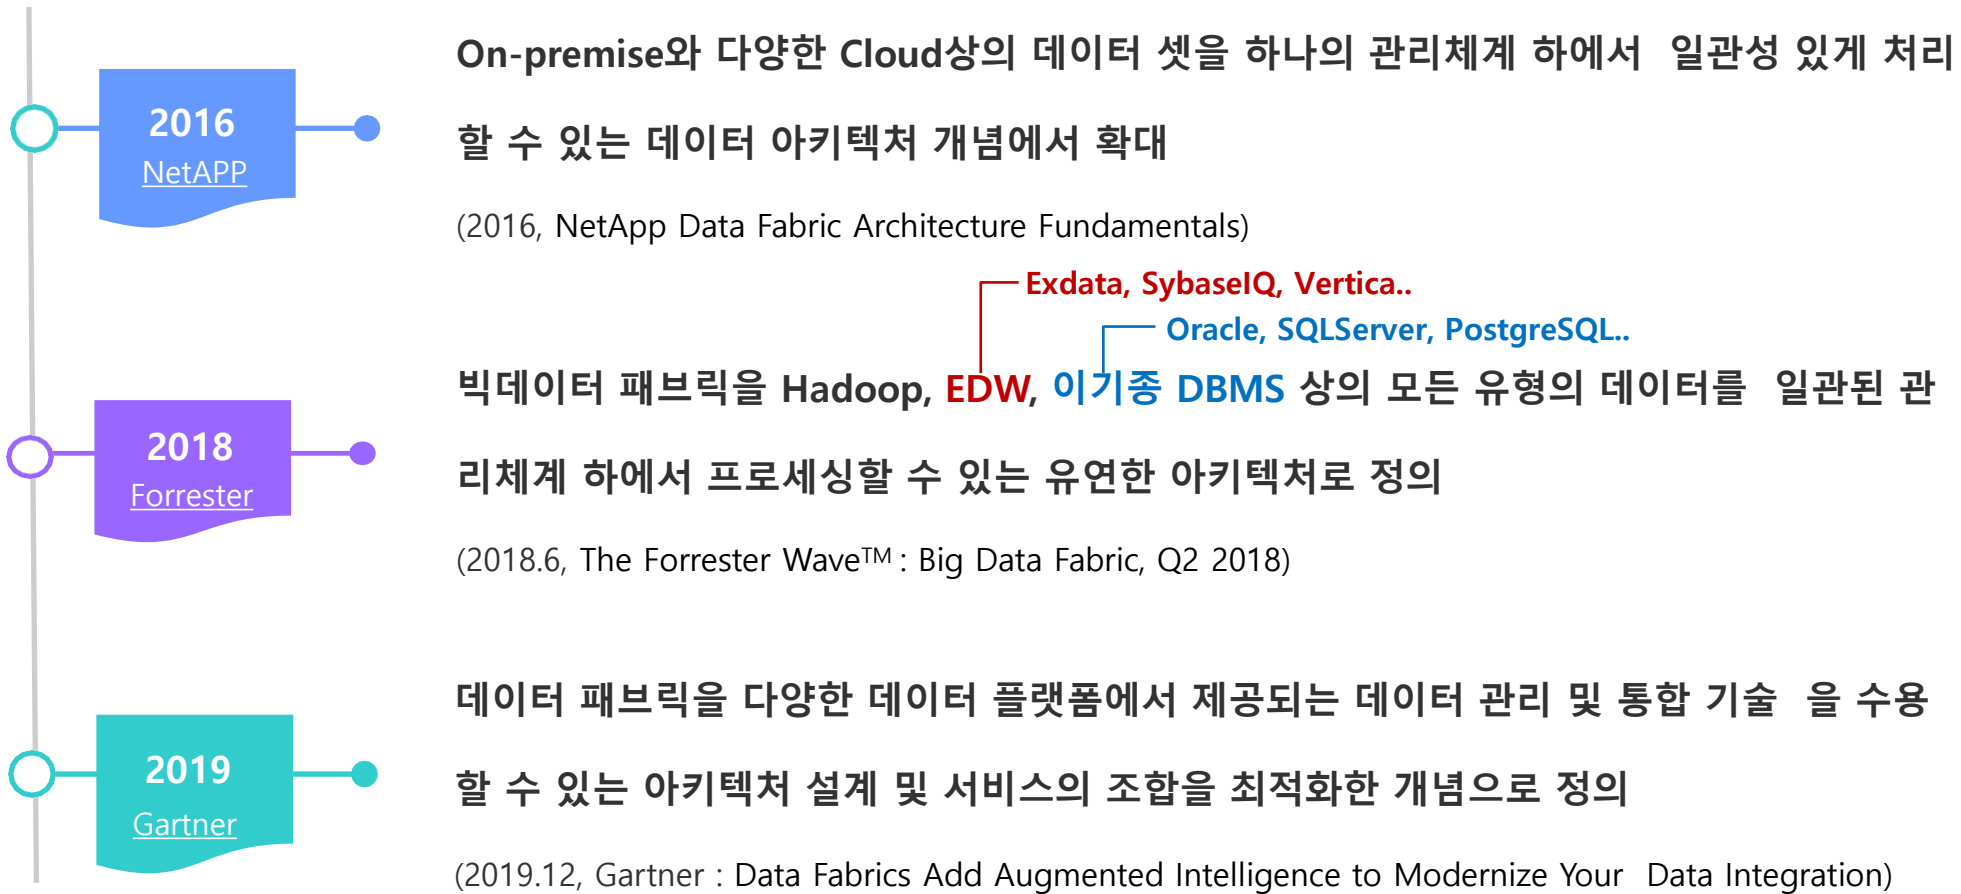 2016
NetAPP
On-premise와 다양한 Cloud상의 데이터 셋을 하나의 관리체계 하에서 일관성 있게 처리
할 수 있는 데이터 아키텍처 개념에서 확대
(2016, NetApp Data Fabric Architecture Fundamentals)
Exdata, SybaseIQ, Vertica..
Oracle, SQLServer, PostgreSQL..
2018
Forrester
빅데이터 패브릭을 Hadoop, EDW, 이기종 DBMS 상의 모든 유형의 데이터를 일관된 관
리체계 하에서 프로세싱할 수 있는 유연한 아키텍처로 정의
(2018.6, The Forrester Wave™ : Big Data Fabric, Q2 2018)
2019
Gartner
데이터 패브릭을 다양한 데이터 플랫폼에서 제공되는 데이터 관리 및 통합 기술 을 수용
할 수 있는 아키텍처 설계 및 서비스의 조합을 최적화한 개념으로 정의
(2019.12, Gartner : Data Fabrics Add Augmented Intelligence to Modernize Your Data Integration)